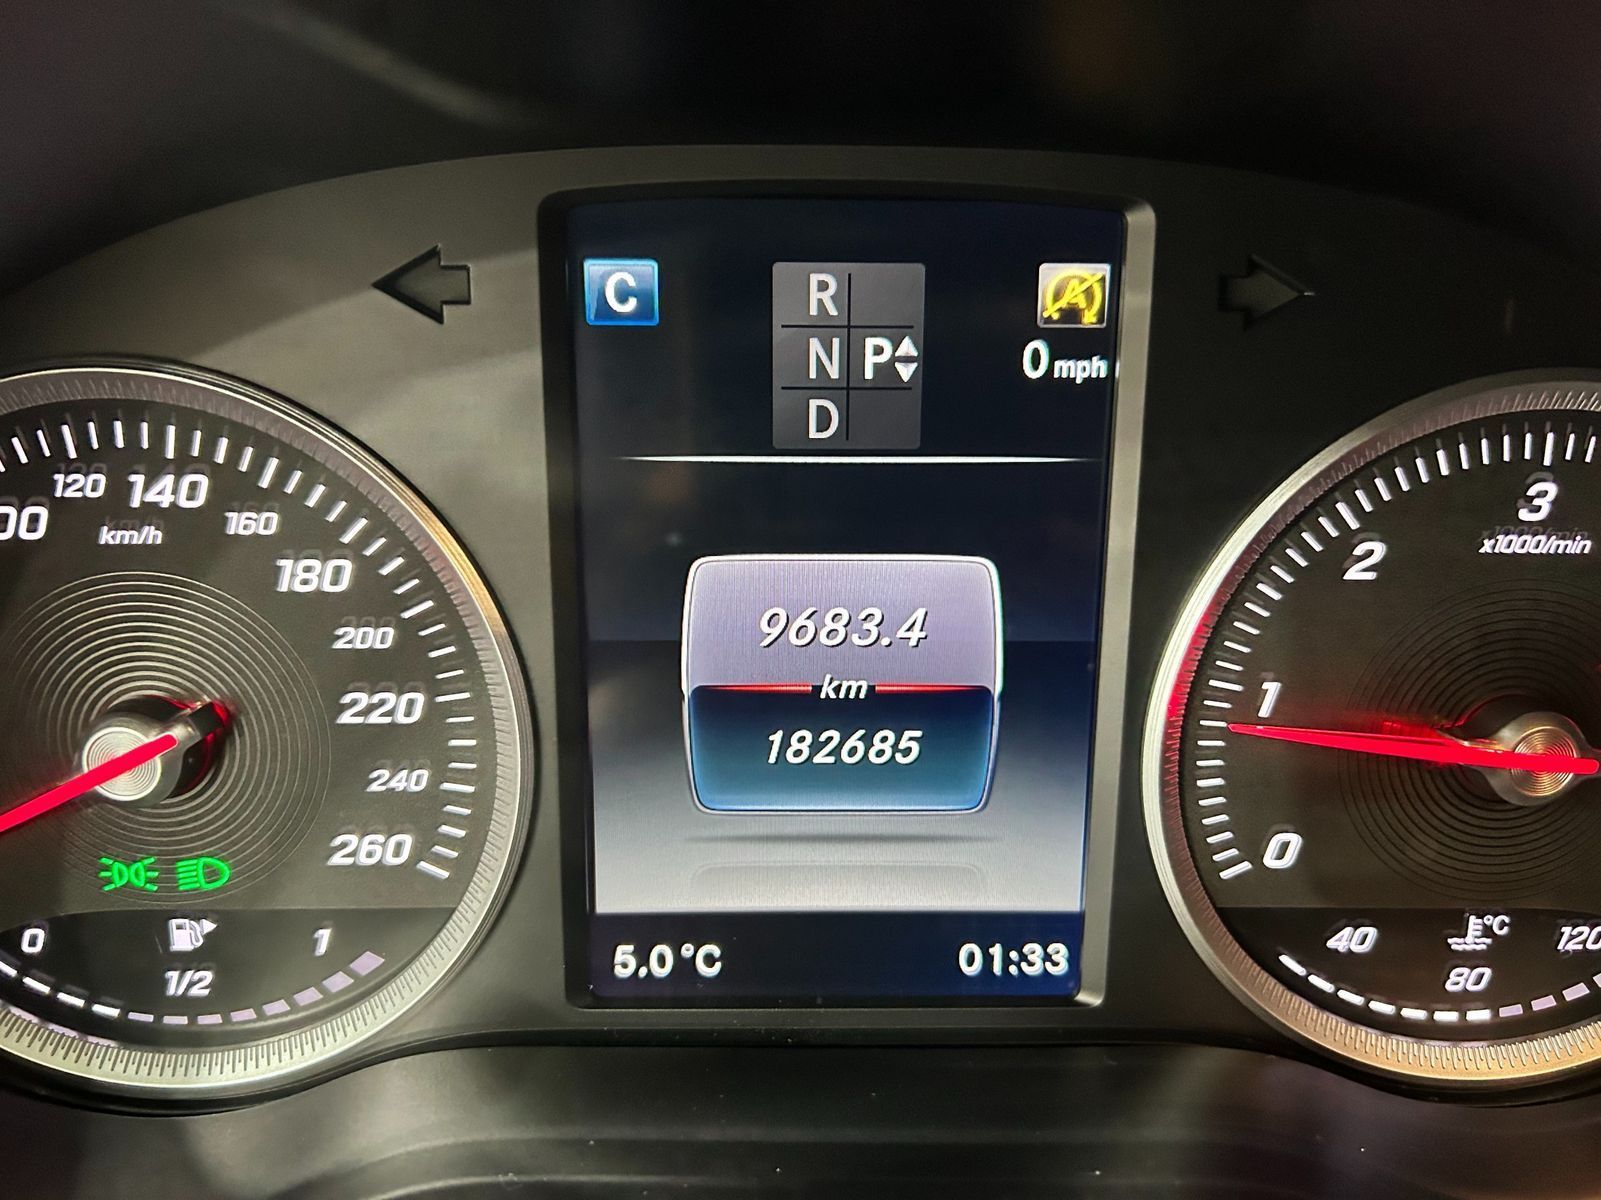 C
R
N P
D
A
0 mph
00 120 140 160 180 200 220 240 260
km/h
9683.4
km
182685
0 1/2 1
5.0 °C
01:33
0 1 2 3
x1000/min
40 80 120
°C